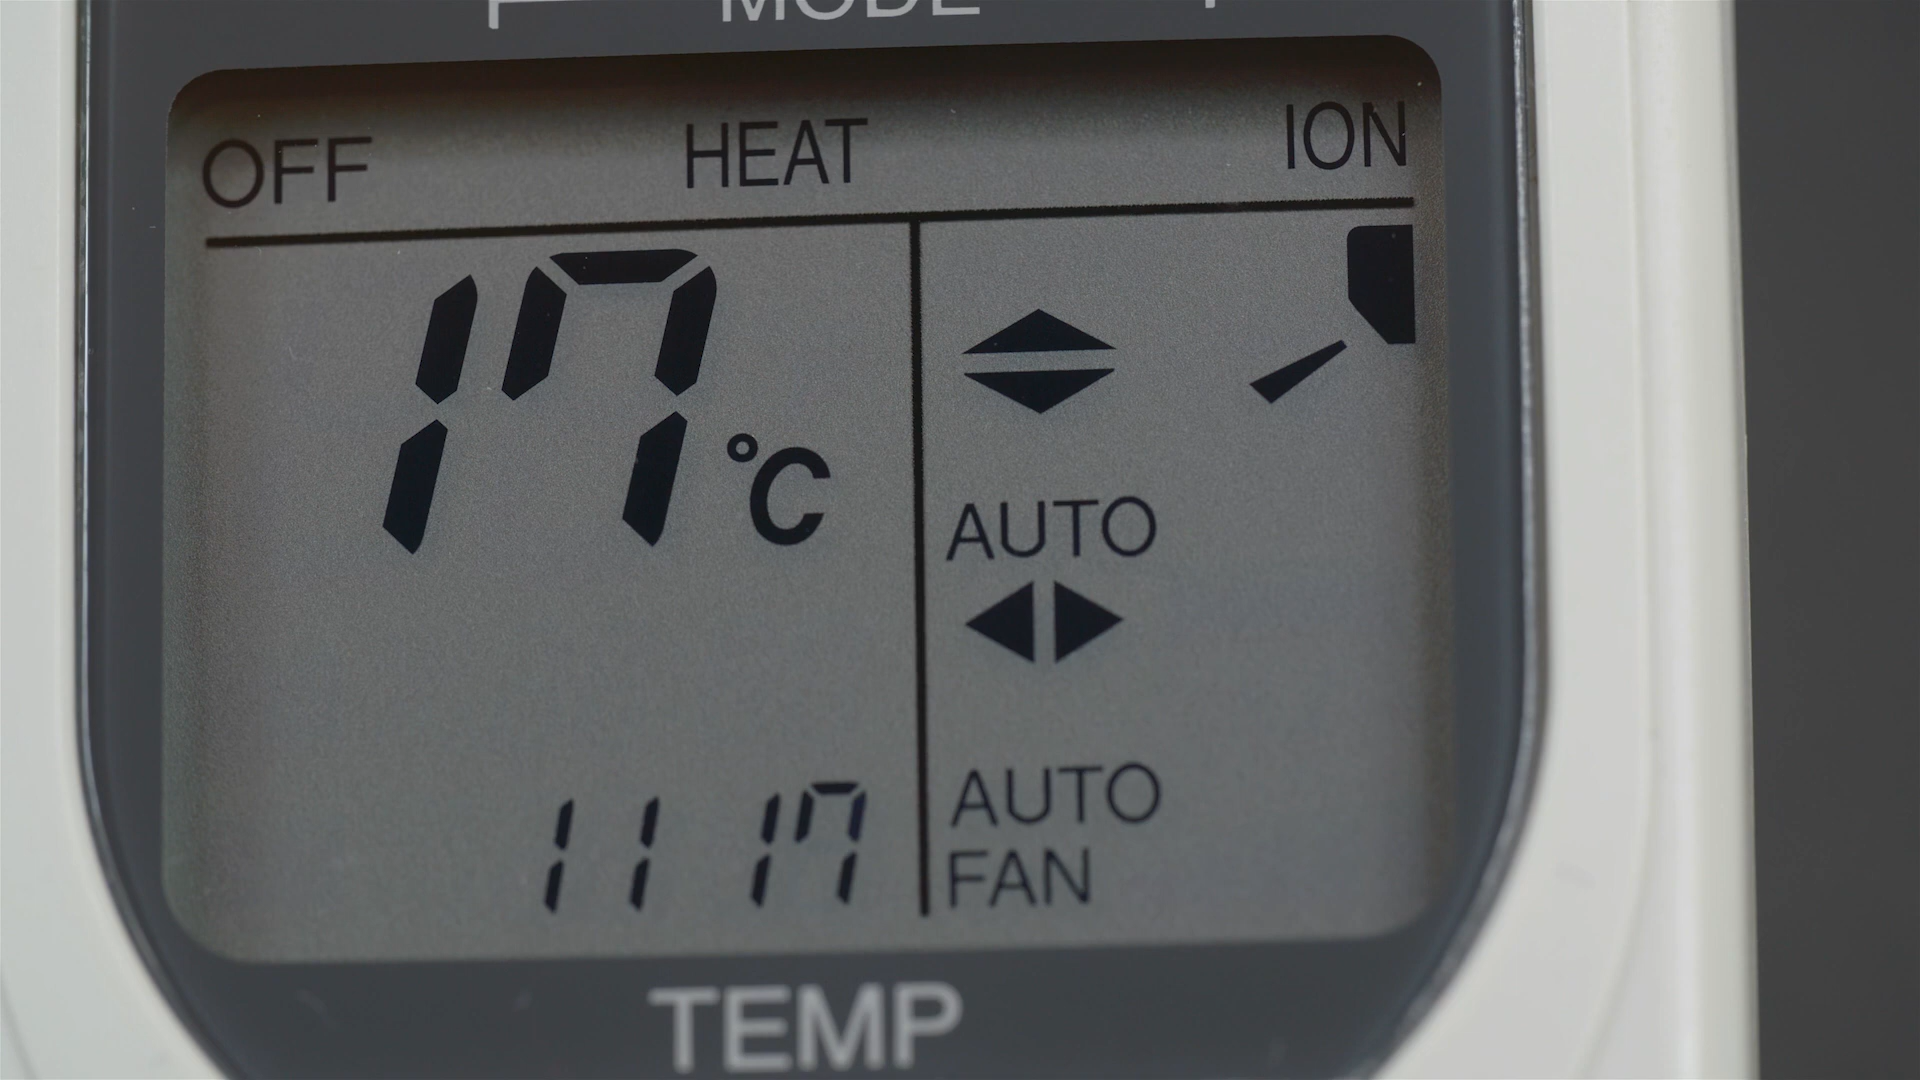 MODE
OFF HEAT ION
17 °C
AUTO
11 17
AUTO
FAN
TEMP